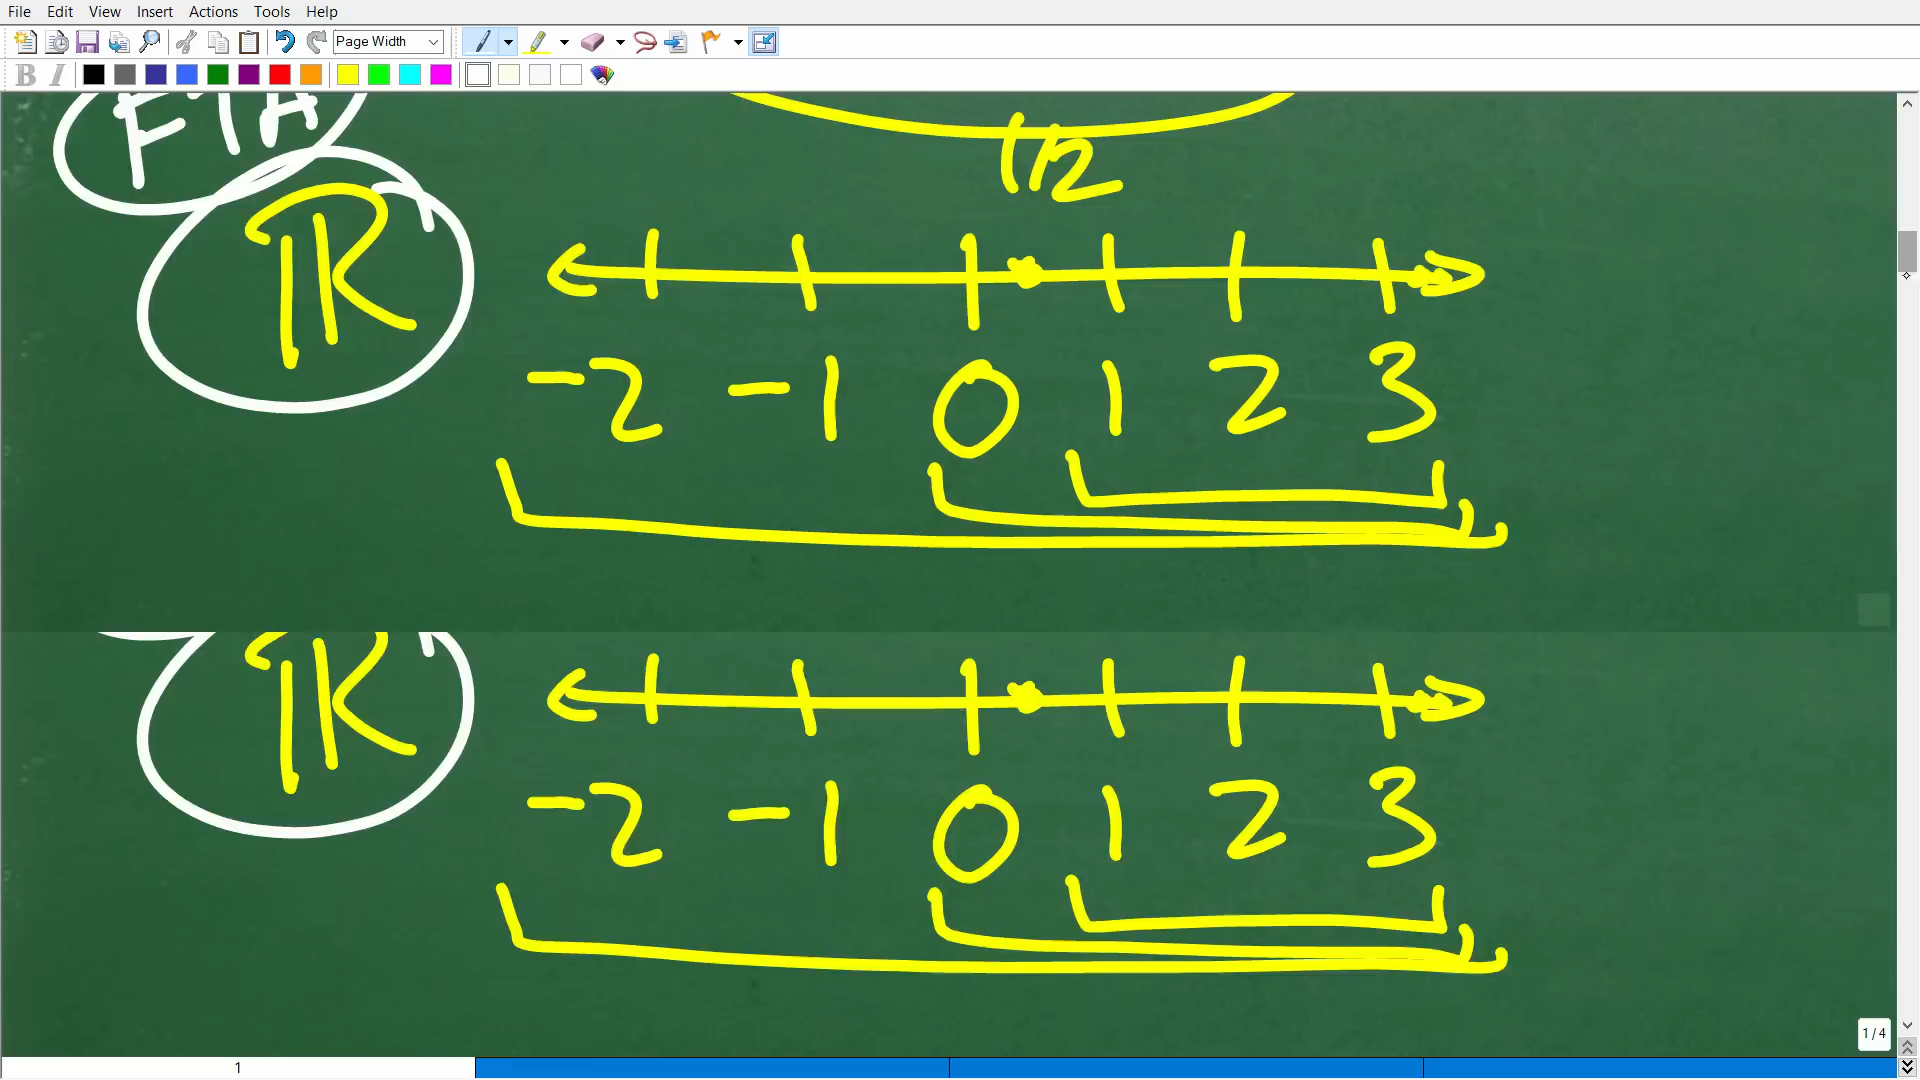 File Edit View Insert Actions Tools Help
Page Width
B I
FTA
1/2
ℝ
-2 -1 0 1 2 3
ℝ
-2 -1 0 1 2 3
1 / 4
1